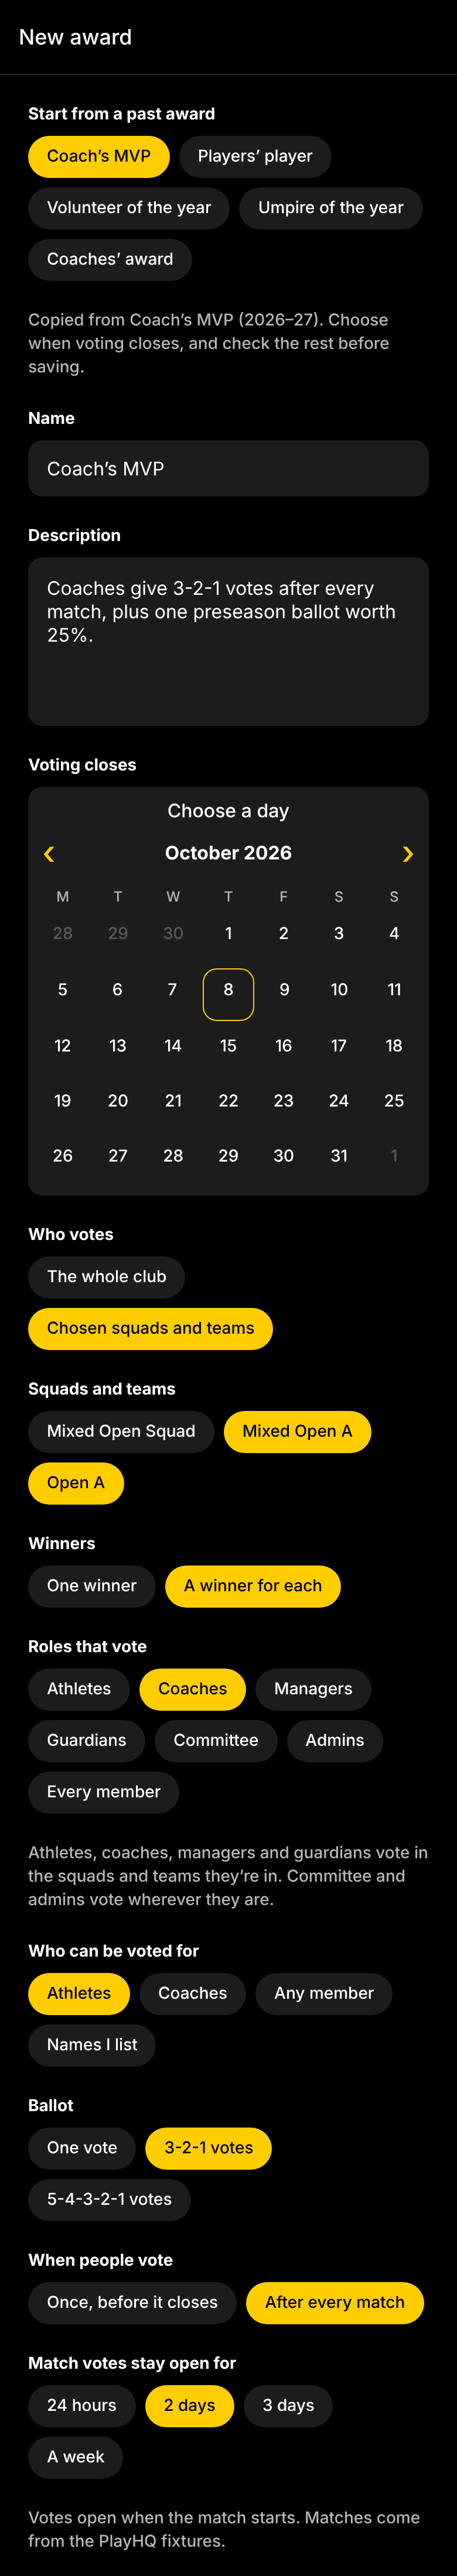 New award
Start from a past award
Coach’s MVP
Players’ player
Volunteer of the year
Umpire of the year
Coaches’ award
Copied from Coach’s MVP (2026–27). Choose
when voting closes, and check the rest before
saving.
Name
Coach’s MVP
Description
Coaches give 3-2-1 votes after every
match, plus one preseason ballot worth
25%.
Voting closes
Choose a day
‹ October 2026 ›
M T W T F S S
28 29 30 1 2 3 4
5 6 7 8 9 10 11
12 13 14 15 16 17 18
19 20 21 22 23 24 25
26 27 28 29 30 31 1
Who votes
The whole club
Chosen squads and teams
Squads and teams
Mixed Open Squad
Mixed Open A
Open A
Winners
One winner
A winner for each
Roles that vote
Athletes
Coaches
Managers
Guardians
Committee
Admins
Every member
Athletes, coaches, managers and guardians vote in
the squads and teams they’re in. Committee and
admins vote wherever they are.
Who can be voted for
Athletes
Coaches
Any member
Names I list
Ballot
One vote
3-2-1 votes
5-4-3-2-1 votes
When people vote
Once, before it closes
After every match
Match votes stay open for
24 hours
2 days
3 days
A week
Votes open when the match starts. Matches come
from the PlayHQ fixtures.